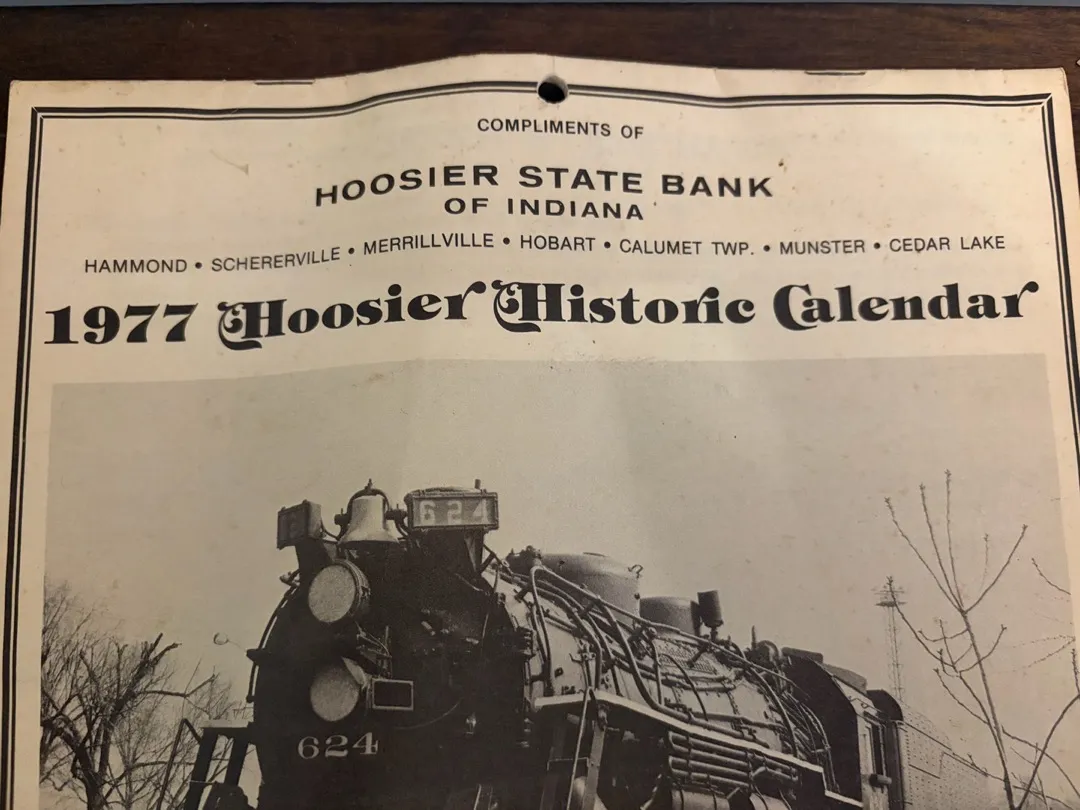 COMPLIMENTS OF
HOOSIER STATE BANK
OF INDIANA
HAMMOND • SCHERERVILLE • MERRILLVILLE • HOBART • CALUMET TWP. • MUNSTER • CEDAR LAKE
1977 Hoosier Historic Calendar
624
624